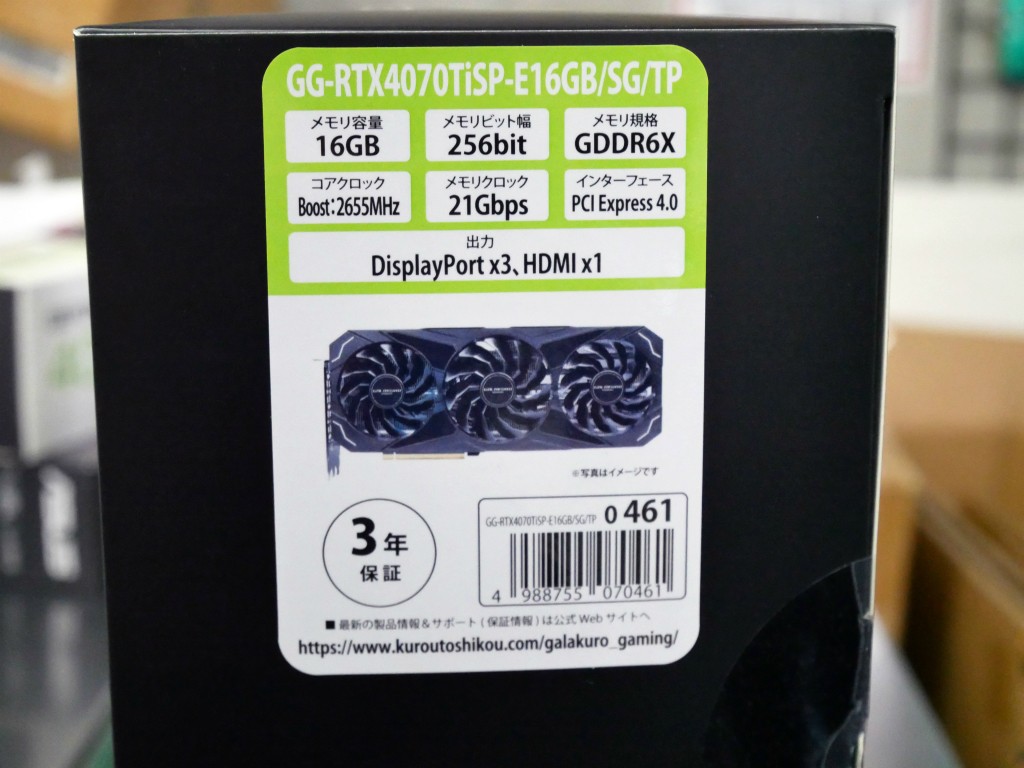 GG-RTX4070TiSP-E16GB/SG/TP
メモリ容量
16GB
メモリビット幅
256bit
メモリ規格
GDDR6X
コアクロック
Boost:2655MHz
メモリクロック
21Gbps
インターフェース
PCI Express 4.0
出力
DisplayPort x3、HDMI x1
※写真はイメージです
3年
保証
GG-RTX4070TiSP-E16GB/SG/TP 0 461
4 988755 070461
■ 最新の製品情報&サポート(保証情報)は公式Webサイトへ
https://www.kuroutoshikou.com/galakuro_gaming/